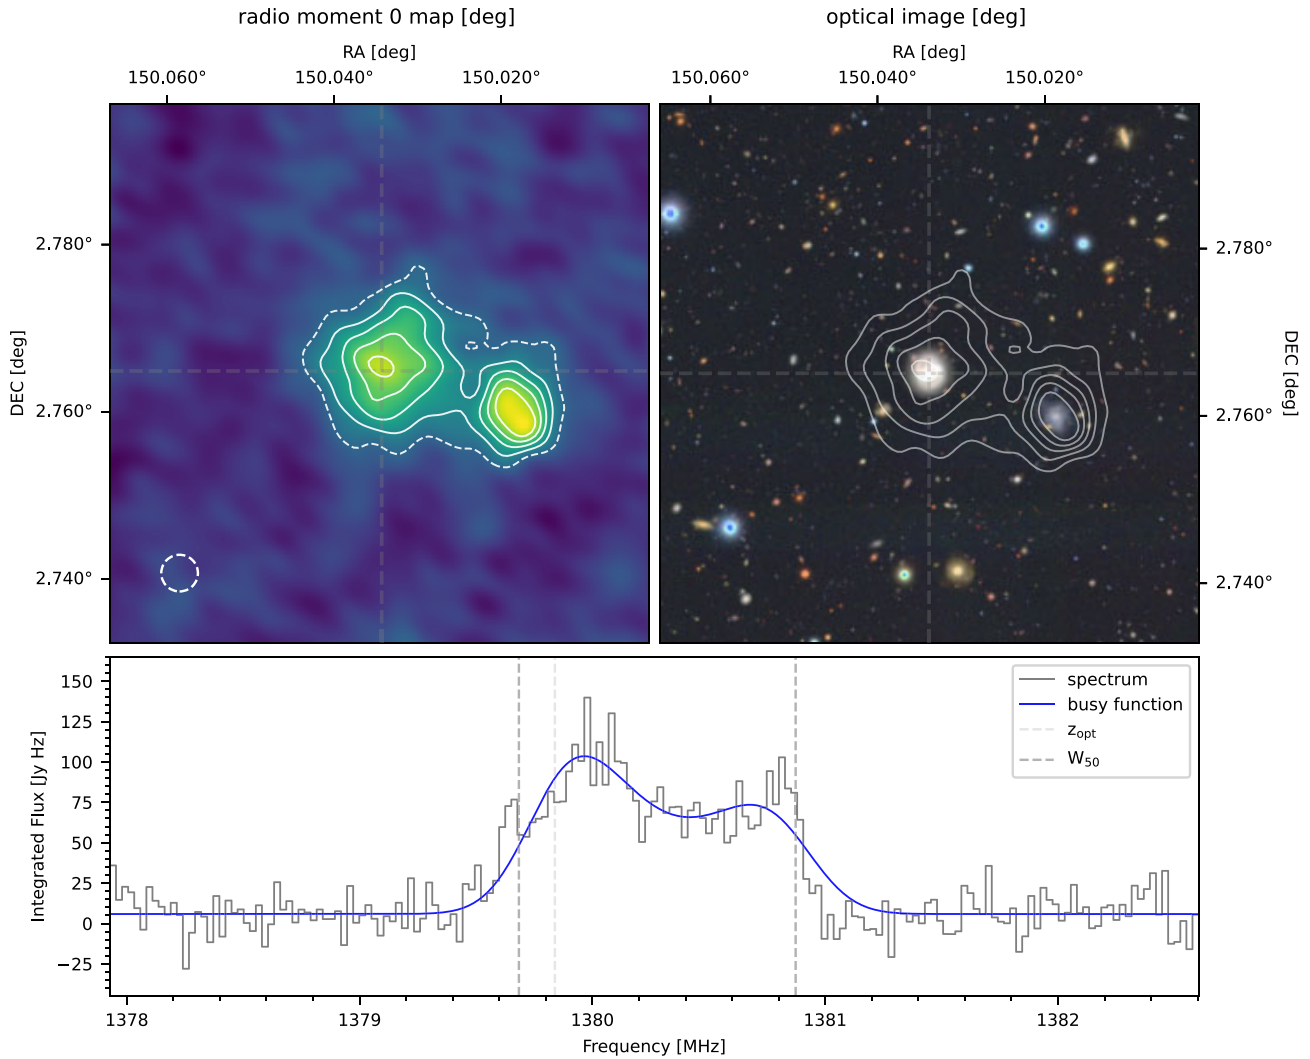 radio moment 0 map [deg]
optical image [deg]
RA [deg]
RA [deg]
150.060°
150.040°
150.020°
150.060°
150.040°
150.020°
2.780°
2.760°
2.740°
DEC [deg]
2.780°
2.760°
2.740°
DEC [deg]
150
125
100
75
50
25
0
−25
Integrated Flux [Jy Hz]
spectrum
busy function
z_opt
W_50
1378
1379
1380
1381
1382
Frequency [MHz]